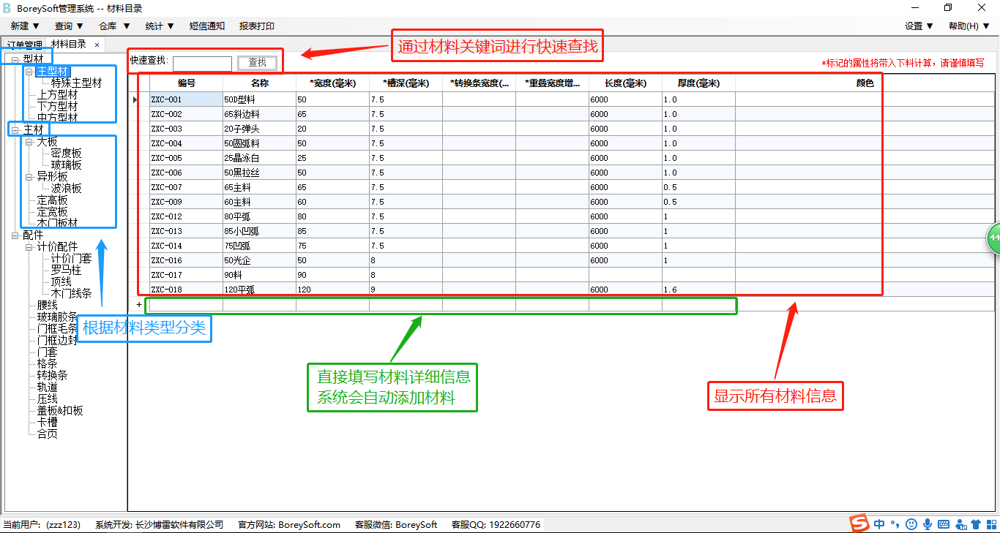 BoreySoft管理系统 -- 材料目录
新建 ▼ 查询 ▼ 仓库 ▼ 统计 ▼ 短信通知 报表打印 设置 ▼ 帮助(H) ▼
订单管理 材料目录 ×
通过材料关键词进行快速查找
快速查找: 查找
*标记的属性将带入下料计算，请谨慎填写
型材
主型材
特殊主型材
上方型材
下方型材
中方型材
主材
大板
密度板
玻璃板
异形板
波浪板
定高板
定宽板
木门板材
配件
计价配件
计价门套
罗马柱
顶线
木门线条
腰线
玻璃胶条
门框毛条
门框边封
门套
格条
转换条
轨道
压线
盖板&扣板
卡槽
合页
根据材料类型分类
编号 名称 *宽度(毫米) *槽深(毫米) *转换条宽度(... *重叠宽度增... 长度(毫米) 厚度(毫米) 颜色
ZXC-001 50D型料 50 7.5 6000 1.0
ZXC-002 65斜边料 65 7.5 6000 1.0
ZXC-003 20子弹头 20 7.5 6000 1.0
ZXC-004 50圆弧料 50 7.5 6000 1.0
ZXC-005 25晶泳白 25 7.5 6000 1.0
ZXC-006 50黑拉丝 50 7.5 6000 1.0
ZXC-007 65主料 65 7.5 6000 0.5
ZXC-009 60主料 60 7.5 6000 0.5
ZXC-012 80平弧 80 7.5 6000 1
ZXC-013 85小凹弧 85 7.5 6000 1
ZXC-014 75凹弧 75 7.5 6000 1
ZXC-016 50光企 50 8 6000 1
ZXC-017 90料 90 8
ZXC-018 120平弧 120 9 6000 1.6
直接填写材料详细信息
系统会自动添加材料
显示所有材料信息
44
当前用户: (zzz123) 系统开发: 长沙博雷软件有限公司 官方网站: BoreySoft.com 客服微信: BoreySoft 客服QQ: 1922660776
中